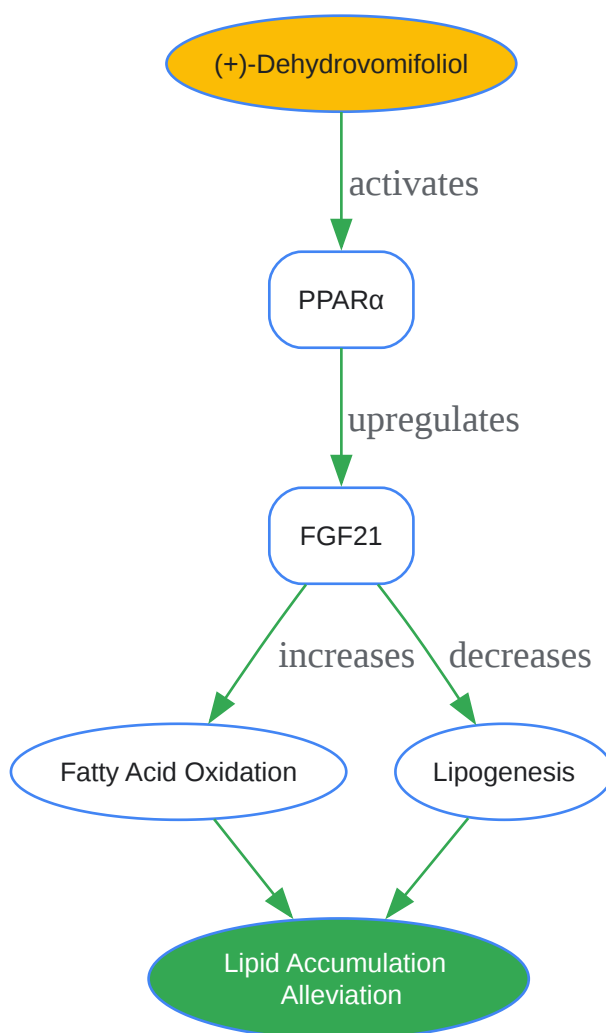 (+)-Dehydrovomifoliol
activates
PPARα
upregulates
FGF21
increases
decreases
Fatty Acid Oxidation
Lipogenesis
Lipid Accumulation
Alleviation